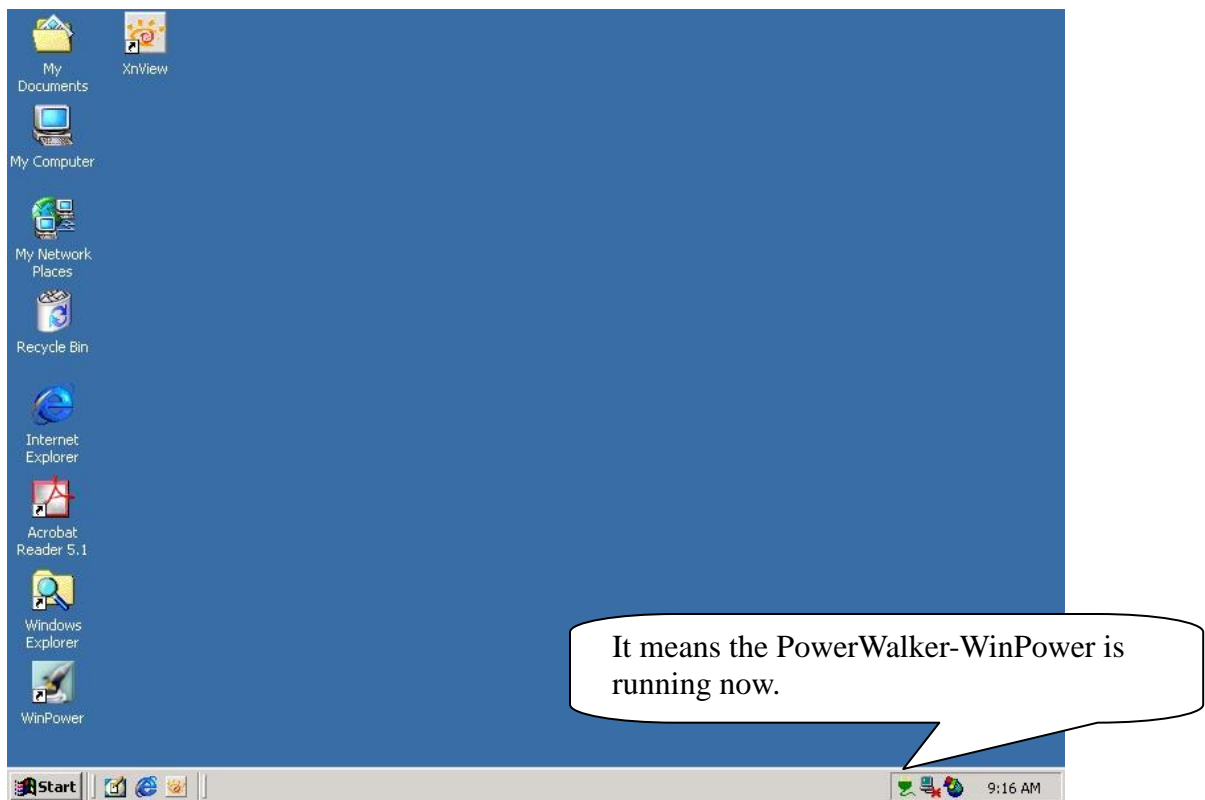 My
Documents
XnView
My Computer
My Network
Places
Recycle Bin
Internet
Explorer
Acrobat
Reader 5.1
Windows
Explorer
WinPower
It means the PowerWalker-WinPower is
running now.
Start
9:16 AM